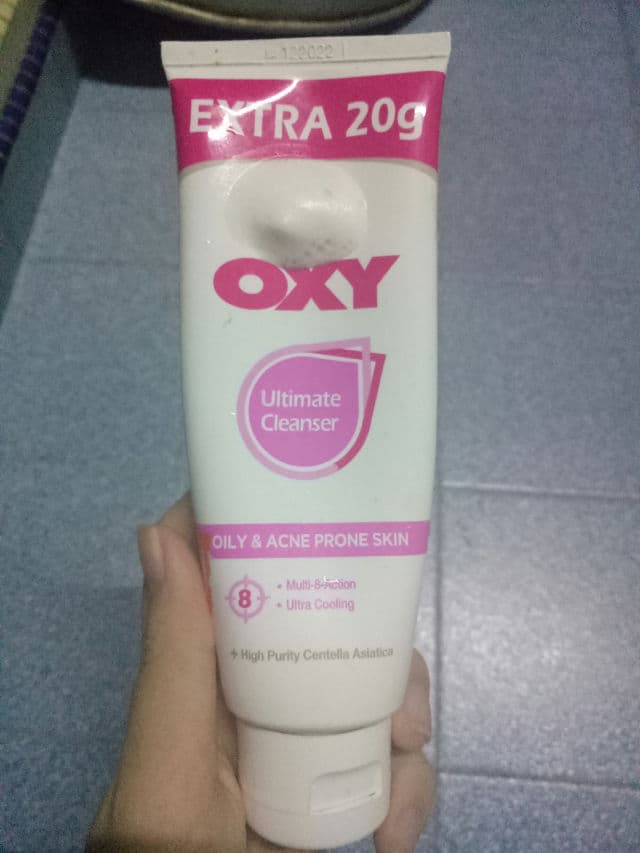 122022
EXTRA 20g
OXY
Ultimate
Cleanser
OILY & ACNE PRONE SKIN
8
• Multi-8-Action
• Ultra Cooling
+ High Purity Centella Asiatica